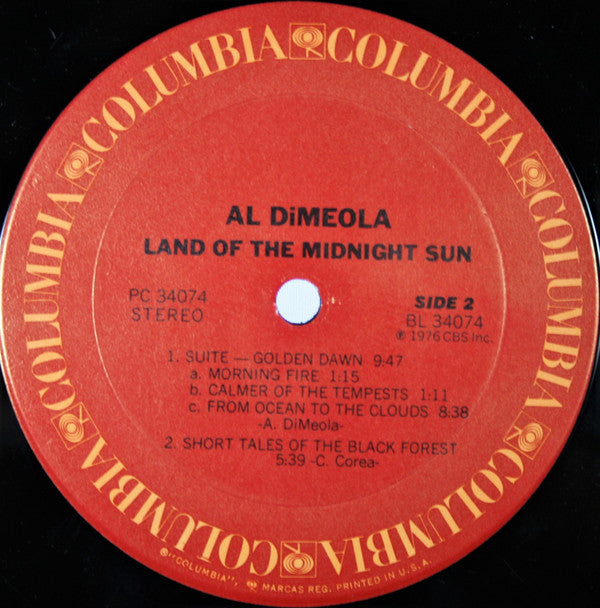 COLUMBIA COLUMBIA COLUMBIA COLUMBIA COLUMBIA COLUMBIA
AL DiMEOLA
LAND OF THE MIDNIGHT SUN
PC 34074
STEREO
SIDE 2
BL 34074
℗ 1976 CBS Inc.
1. SUITE — GOLDEN DAWN 9:47
a. MORNING FIRE 1:15
b. CALMER OF THE TEMPESTS 1:11
c. FROM OCEAN TO THE CLOUDS 8:38
-A. DiMeola-
2. SHORT TALES OF THE BLACK FOREST
5:39 -C. Corea-
"COLUMBIA", MARCAS REG. PRINTED IN U.S.A.